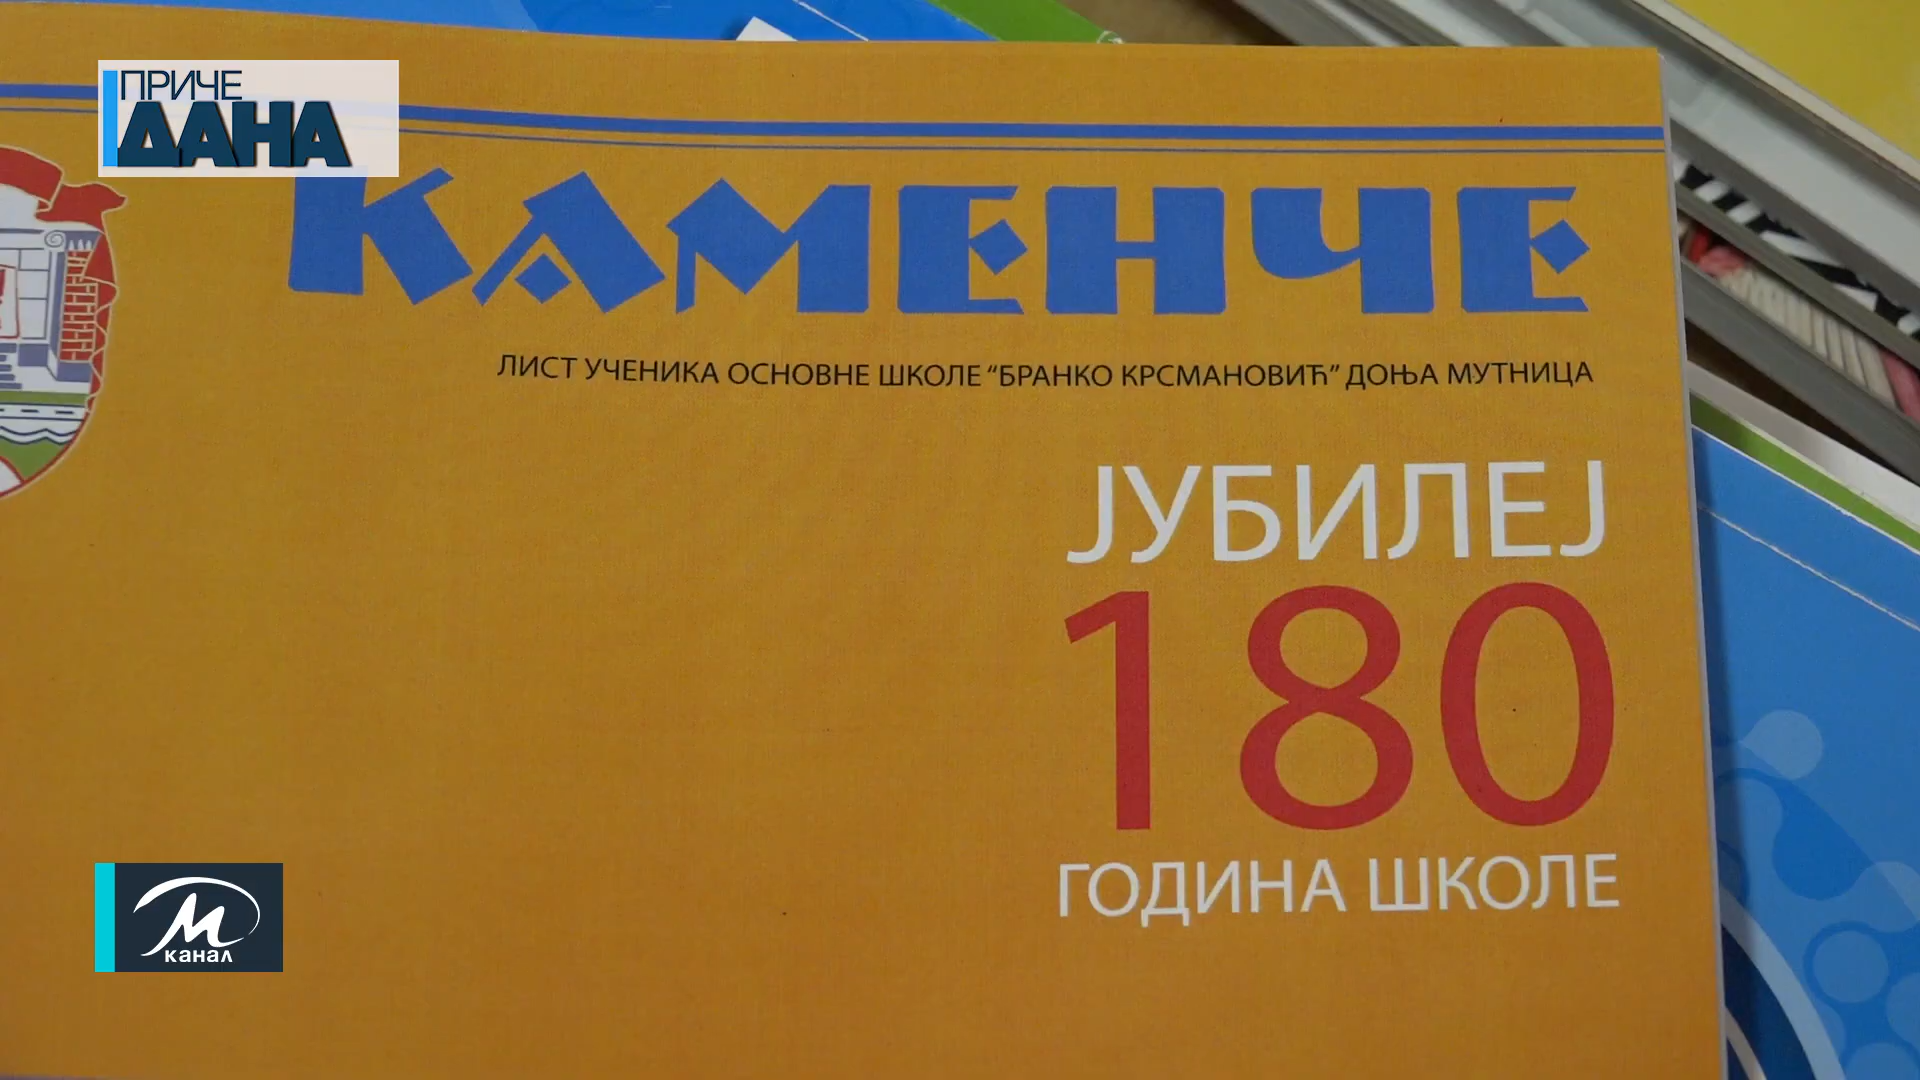 ПРИЧЕ
ДАНА
КАМЕНЧЕ
ЛИСТ УЧЕНИКА ОСНОВНЕ ШКОЛЕ “БРАНКО КРСМАНОВИЋ” ДОЊА МУТНИЦА
ЈУБИЛЕЈ
180
ГОДИНА ШКОЛЕ
М
канал